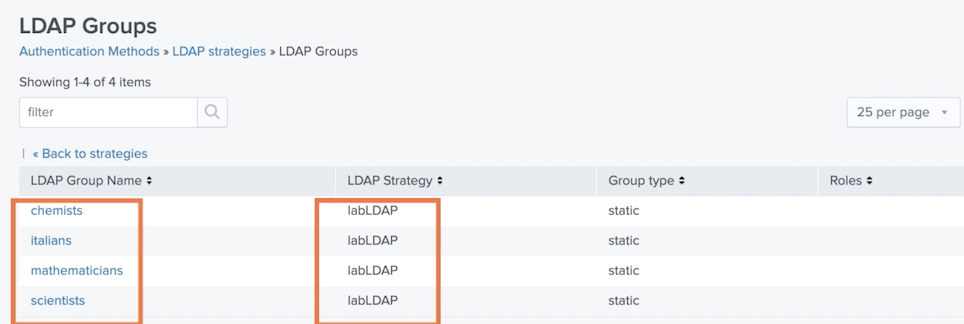 LDAP Groups
Authentication Methods » LDAP strategies » LDAP Groups
Showing 1-4 of 4 items
filter
25 per page
| « Back to strategies
LDAP Group Name LDAP Strategy Group type Roles
chemists labLDAP static
italians labLDAP static
mathematicians labLDAP static
scientists labLDAP static